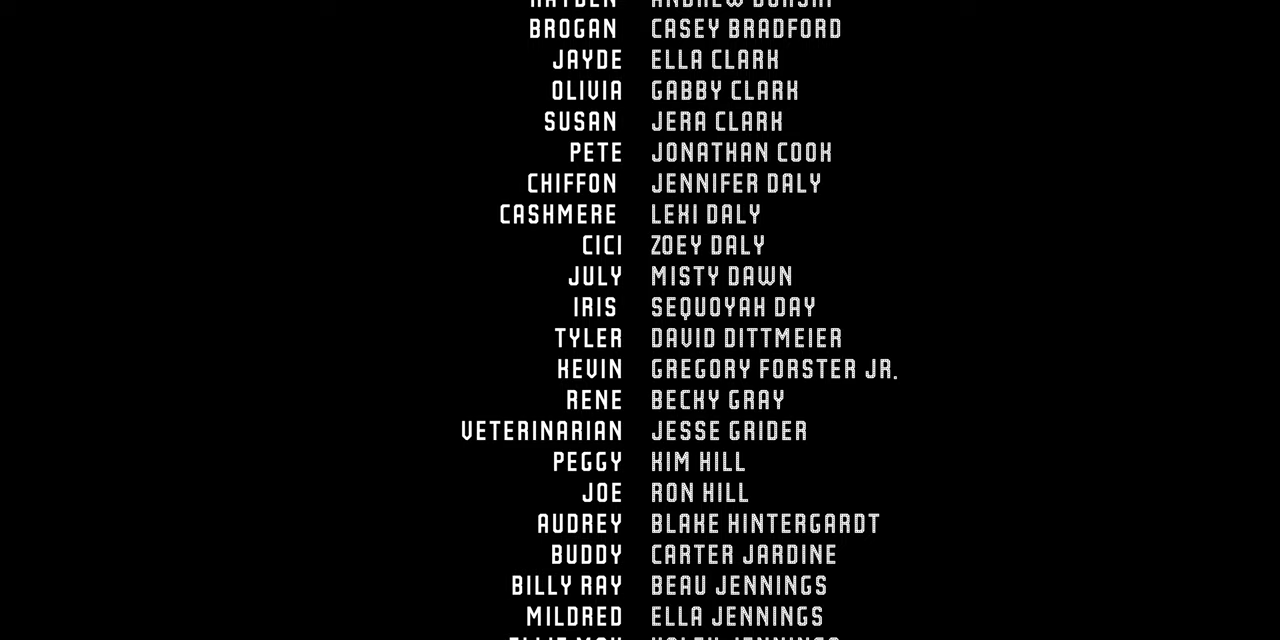 BROGAN CASEY BRADFORD
JAYDE ELLA CLARK
OLIVIA GABBY CLARK
SUSAN JERA CLARK
PETE JONATHAN COOK
CHIFFON JENNIFER DALY
CASHMERE LEXI DALY
CICI ZOEY DALY
JULY MISTY DAWN
IRIS SEQUOYAH DAY
TYLER DAVID DITTMEIER
KEVIN GREGORY FORSTER JR.
RENE BECKY GRAY
VETERINARIAN JESSE GRIDER
PEGGY KIM HILL
JOE RON HILL
AUDREY BLAKE HINTERGARDT
BUDDY CARTER JARDINE
BILLY RAY BEAU JENNINGS
MILDRED ELLA JENNINGS